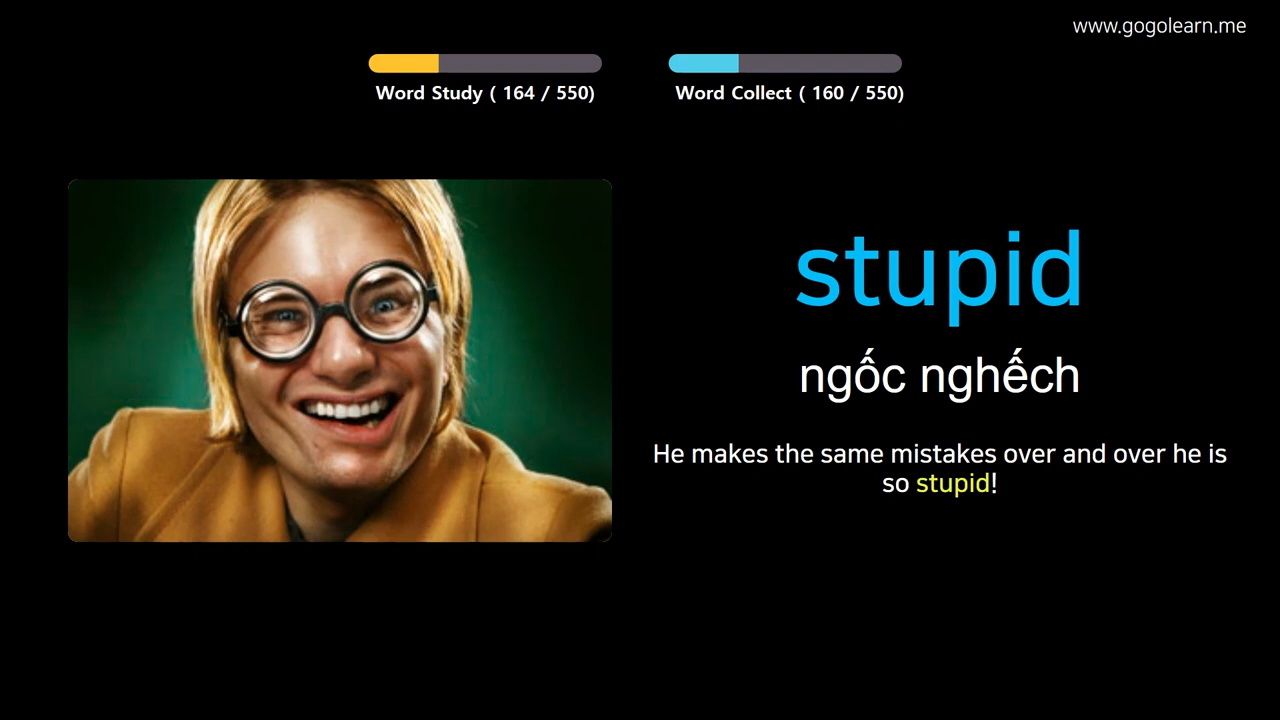 www.gogolearn.me
Word Study ( 164 / 550)
Word Collect ( 160 / 550)
stupid
ngốc nghếch
He makes the same mistakes over and over he is
so stupid!